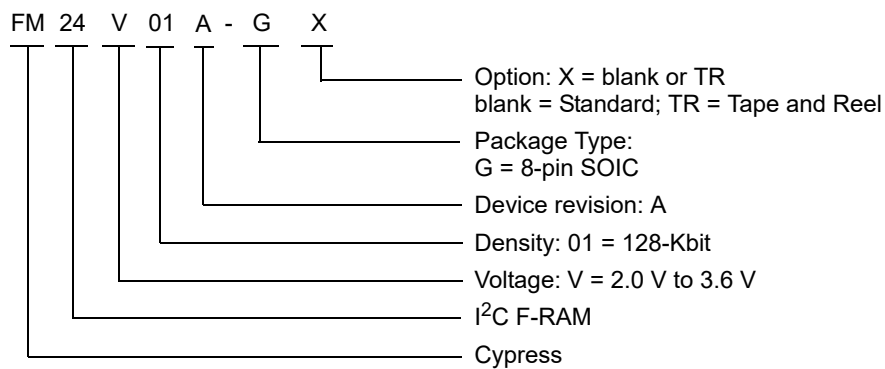 FM 24 V 01 A - G X
Option: X = blank or TR
blank = Standard; TR = Tape and Reel
Package Type:
G = 8-pin SOIC
Device revision: A
Density: 01 = 128-Kbit
Voltage: V = 2.0 V to 3.6 V
I²C F-RAM
Cypress